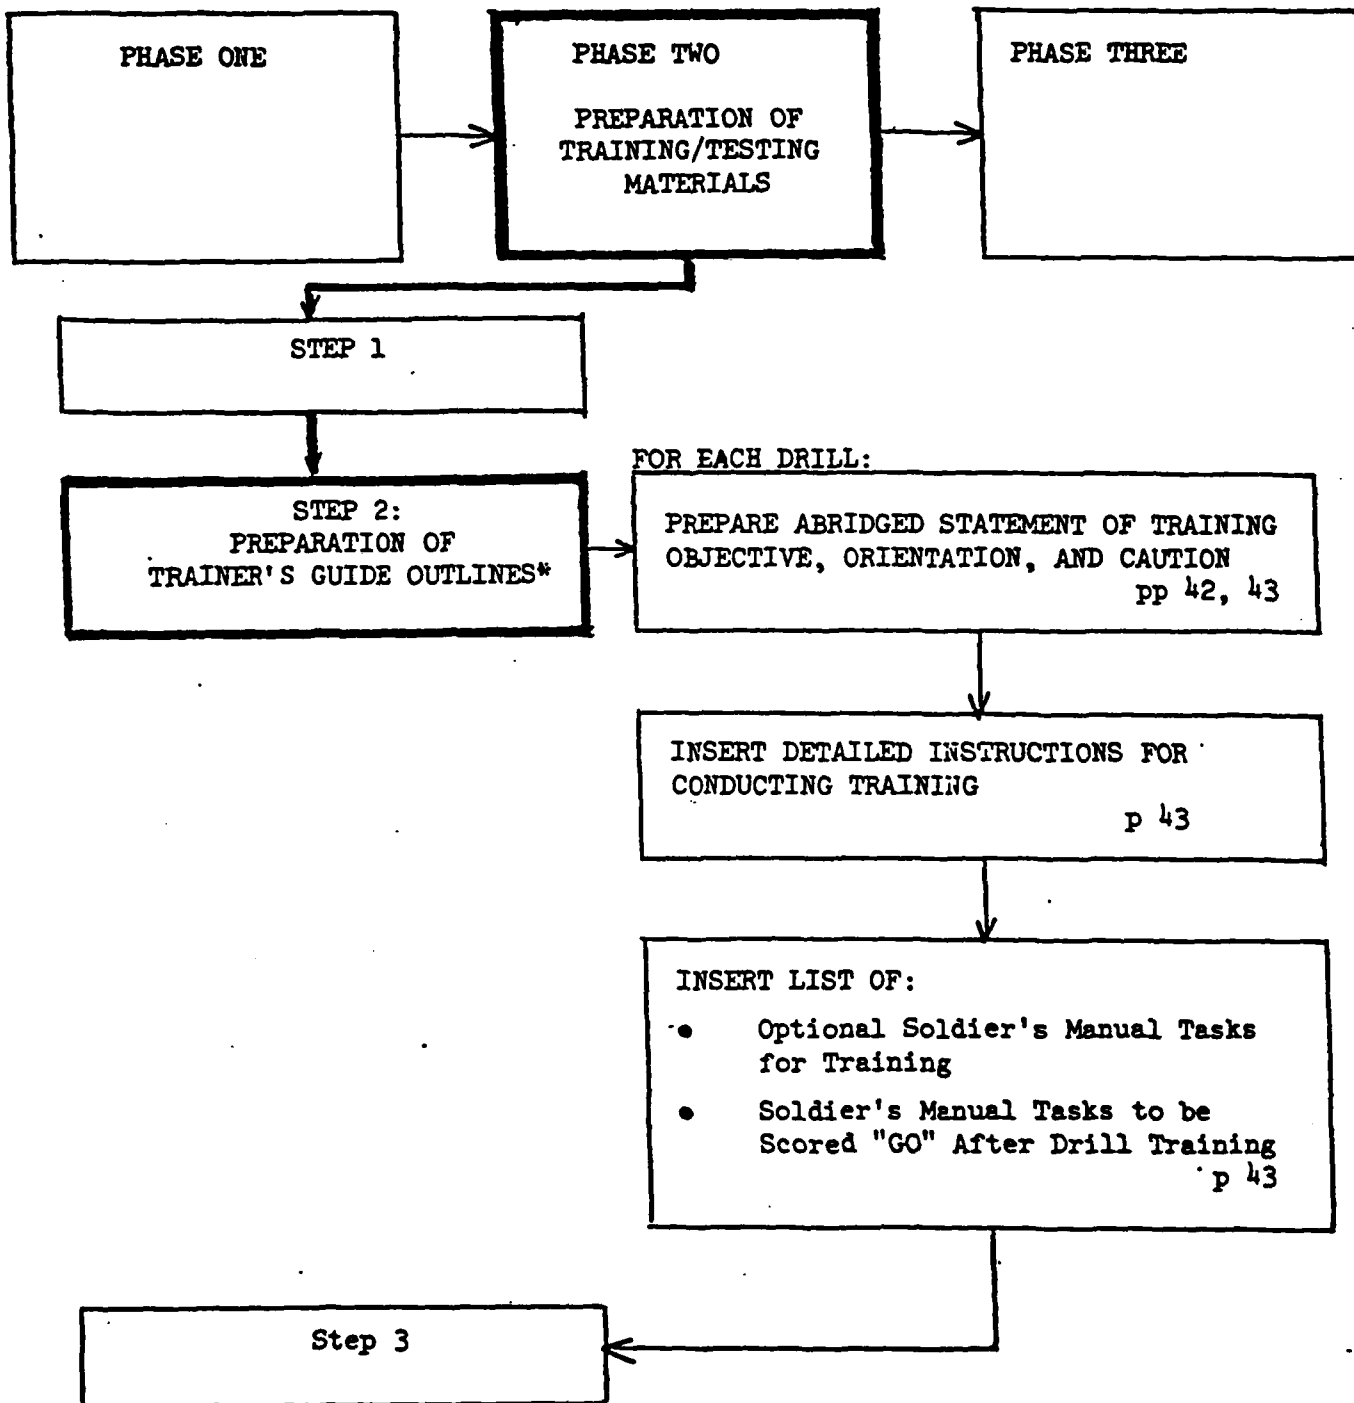 PHASE ONE
PHASE TWO
PREPARATION OF
TRAINING/TESTING
MATERIALS
PHASE THREE
STEP 1
STEP 2:
PREPARATION OF
TRAINER'S GUIDE OUTLINES*
FOR EACH DRILL:
PREPARE ABRIDGED STATEMENT OF TRAINING
OBJECTIVE, ORIENTATION, AND CAUTION
pp 42, 43
INSERT DETAILED INSTRUCTIONS FOR
CONDUCTING TRAINING
p 43
INSERT LIST OF:
• Optional Soldier's Manual Tasks
for Training
• Soldier's Manual Tasks to be
Scored "GO" After Drill Training
p 43
Step 3